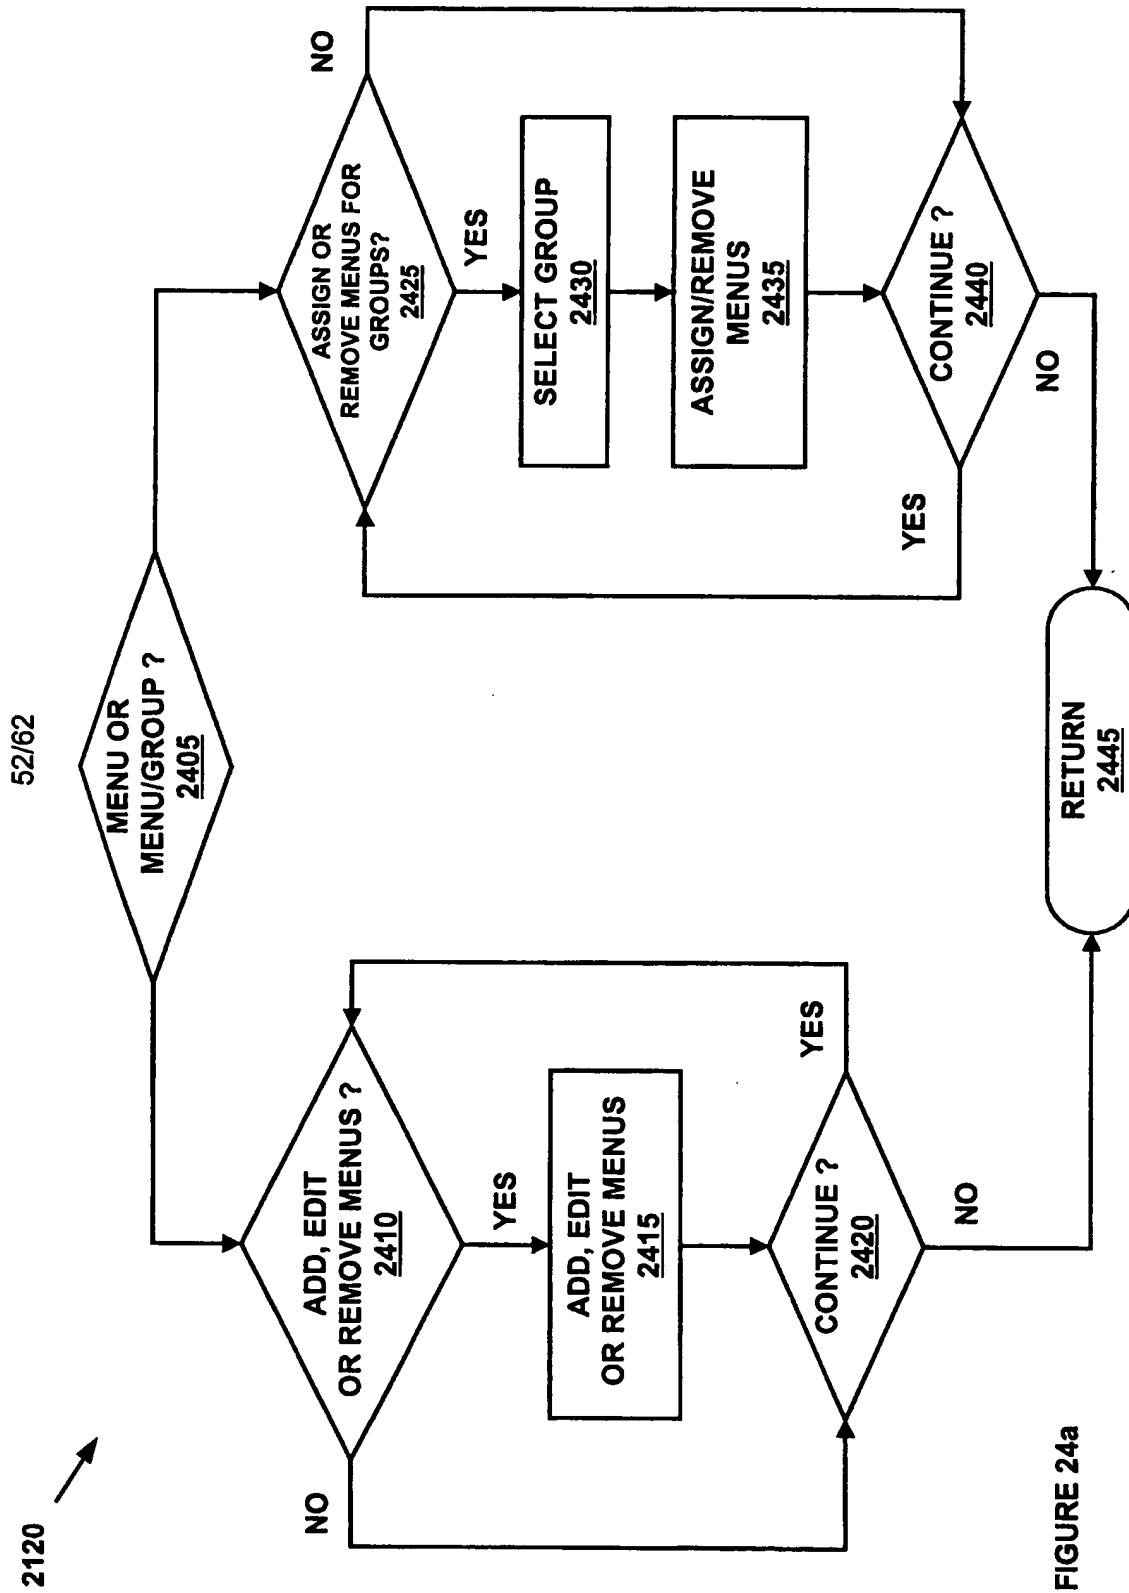 52/62
2120
MENU OR
MENU/GROUP ?
2405
ADD, EDIT
OR REMOVE MENUS ?
2410
NO
YES
ADD, EDIT
OR REMOVE MENUS
2415
CONTINUE ?
2420
YES
NO
ASSIGN OR
REMOVE MENUS FOR
GROUPS?
2425
NO
YES
SELECT GROUP
2430
ASSIGN/REMOVE
MENUS
2435
CONTINUE ?
2440
YES
NO
RETURN
2445
FIGURE 24a